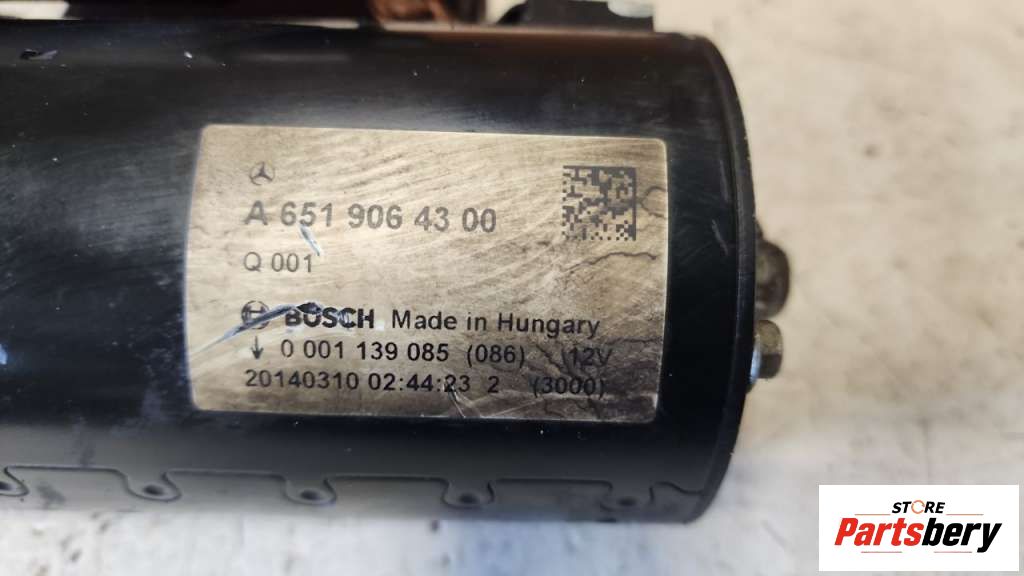 A 651 906 43 00
Q 001
BOSCH Made in Hungary
0 001 139 085 (086) 12V
20140310 02:44:23 2 (3000)
STORE
Partsbery